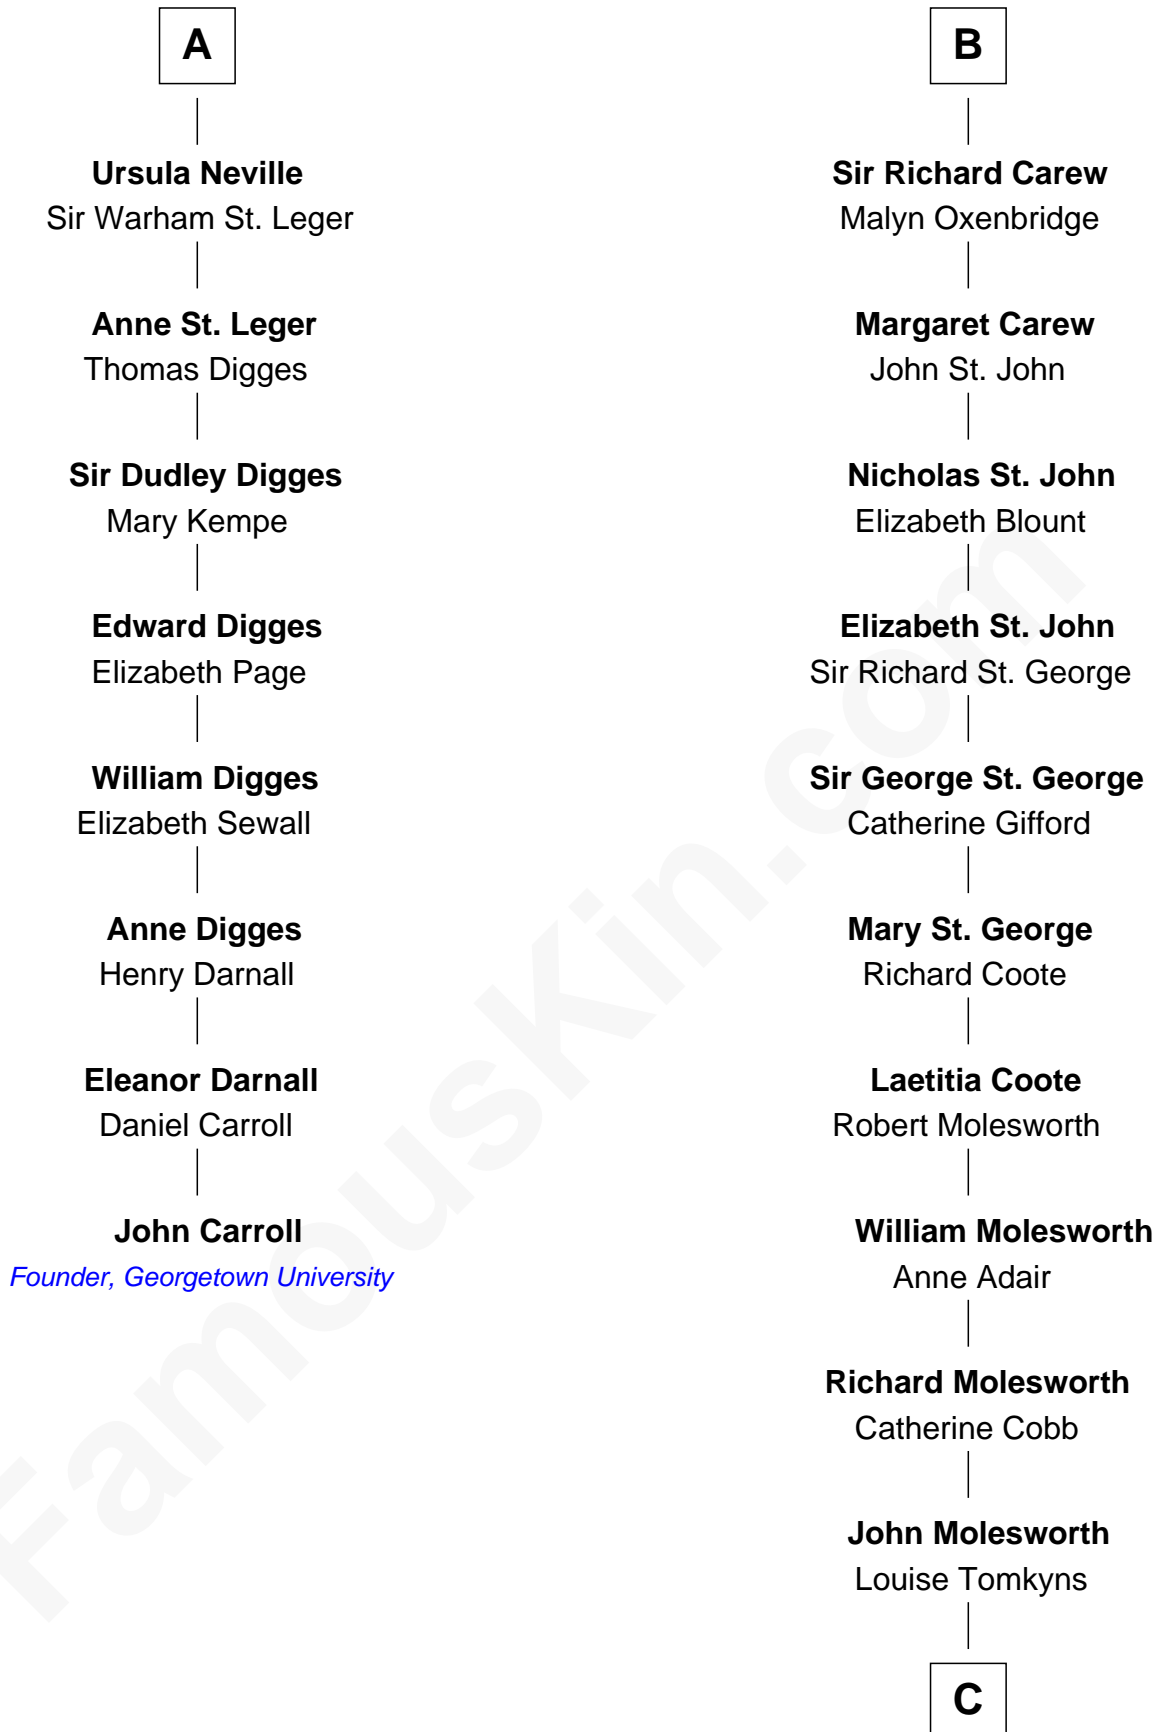 A
Ursula Neville
Sir Warham St. Leger
Anne St. Leger
Thomas Digges
Sir Dudley Digges
Mary Kempe
Edward Digges
Elizabeth Page
William Digges
Elizabeth Sewall
Anne Digges
Henry Darnall
Eleanor Darnall
Daniel Carroll
John Carroll
Founder, Georgetown University
B
Sir Richard Carew
Malyn Oxenbridge
Margaret Carew
John St. John
Nicholas St. John
Elizabeth Blount
Elizabeth St. John
Sir Richard St. George
Sir George St. George
Catherine Gifford
Mary St. George
Richard Coote
Laetitia Coote
Robert Molesworth
William Molesworth
Anne Adair
Richard Molesworth
Catherine Cobb
John Molesworth
Louise Tomkyns
C
FamousKin.com